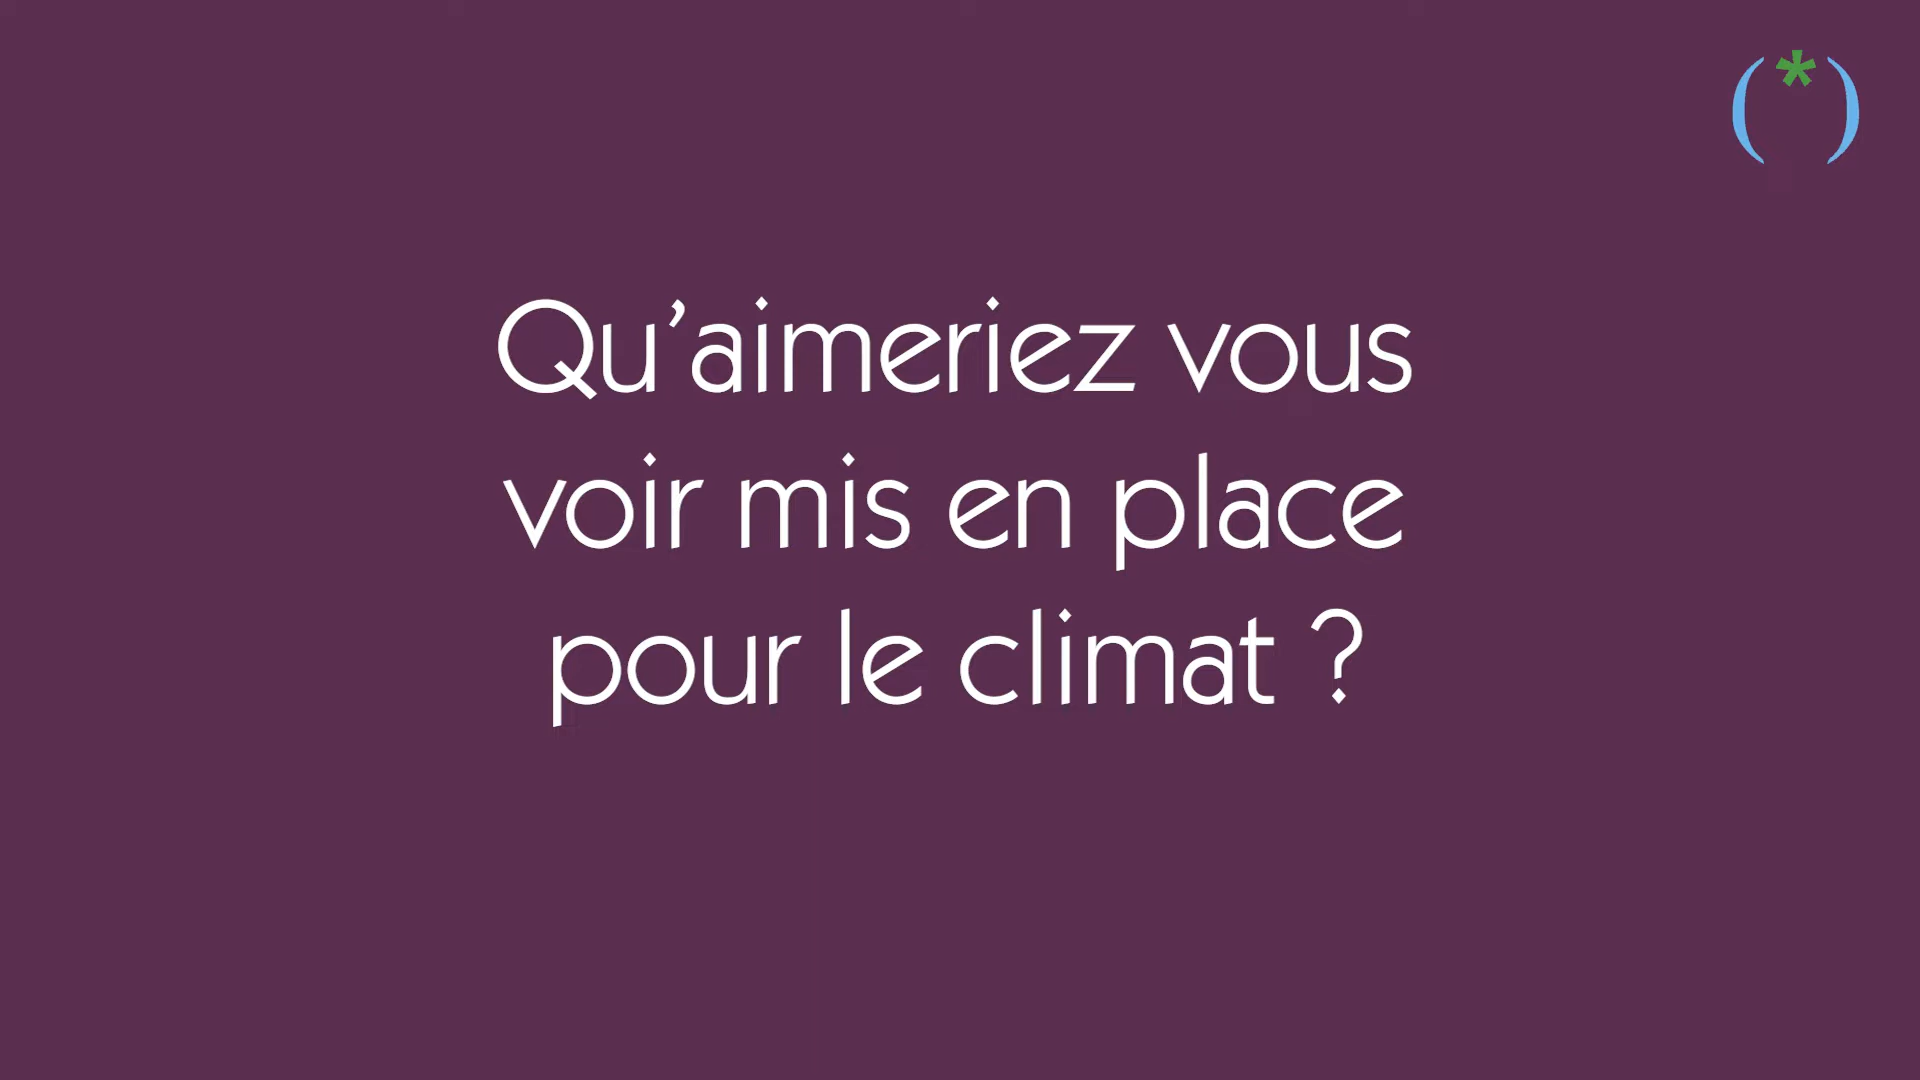 (*)
Qu’aimeriez vous
voir mis en place
pour le climat ?